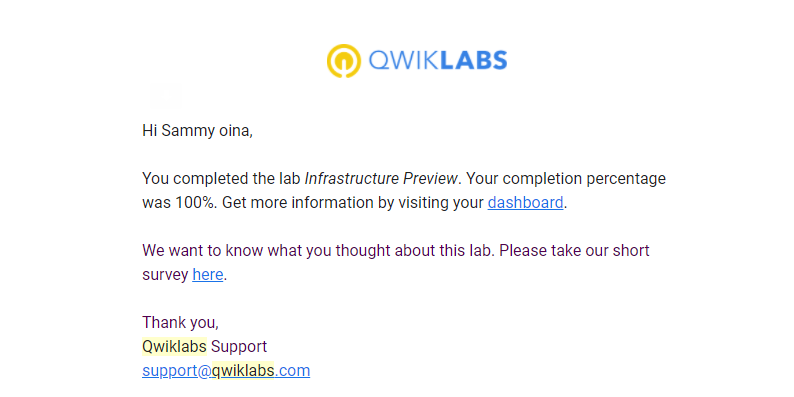 QWIKLABS
Hi Sammy oina,
You completed the lab Infrastructure Preview. Your completion percentage
was 100%. Get more information by visiting your dashboard.
We want to know what you thought about this lab. Please take our short
survey here.
Thank you,
Qwiklabs Support
support@qwiklabs.com